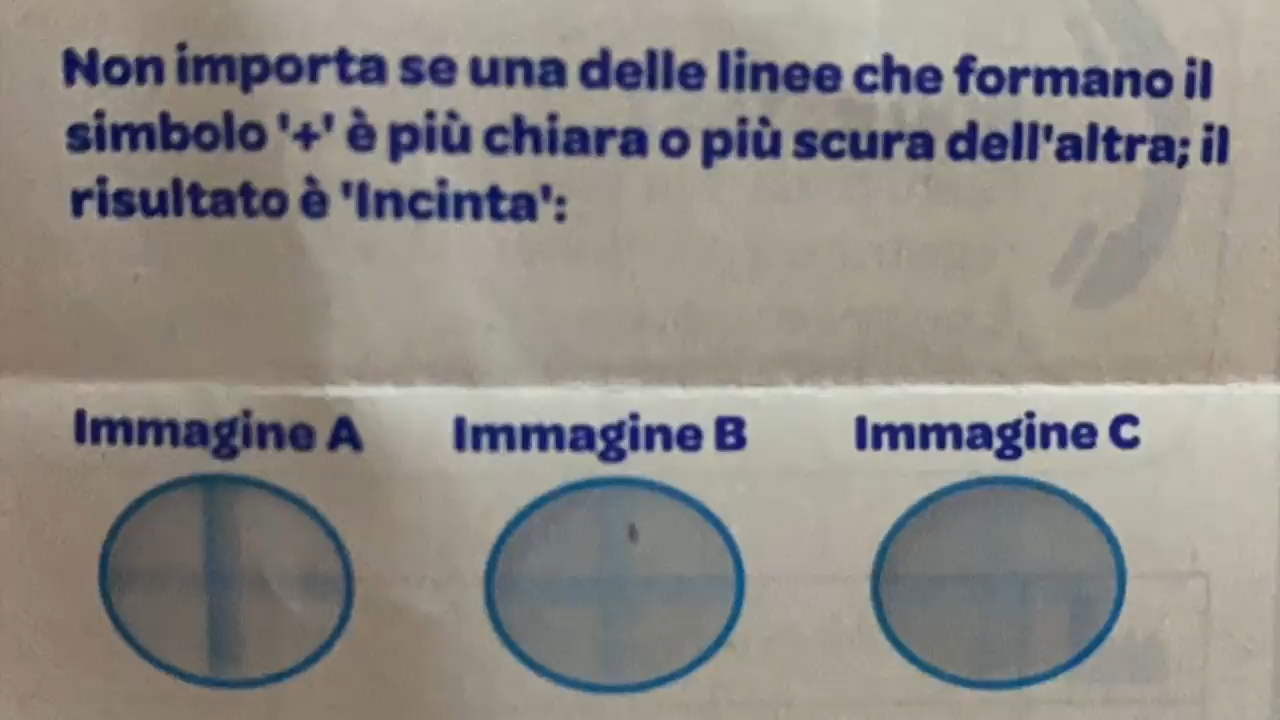 Non importa se una delle linee che formano il
simbolo '+' è più chiara o più scura dell'altra; il
risultato è 'Incinta':
Immagine A Immagine B Immagine C